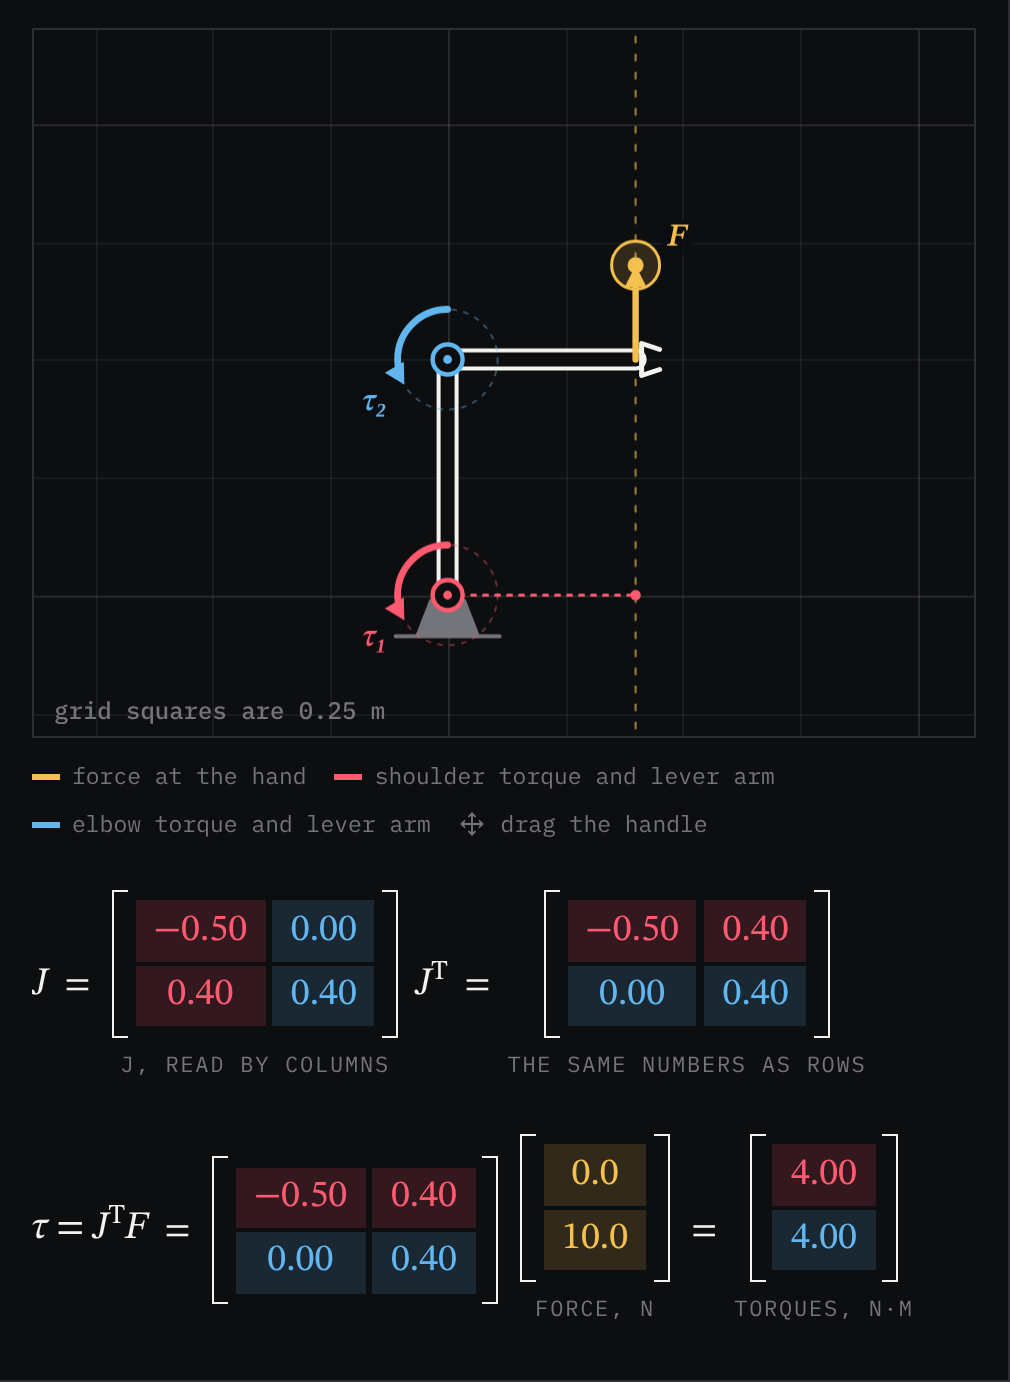 F
τ2
τ1
grid squares are 0.25 m
force at the hand shoulder torque and lever arm
elbow torque and lever arm drag the handle
J = [ −0.50 0.00 Jᵀ = [ −0.50 0.40
0.40 0.40 ] 0.00 0.40 ]
J, READ BY COLUMNS THE SAME NUMBERS AS ROWS
τ = JᵀF = [ −0.50 0.40 [ 0.0 = [ 4.00
0.00 0.40 ] 10.0 ] 4.00 ]
FORCE, N TORQUES, N·M